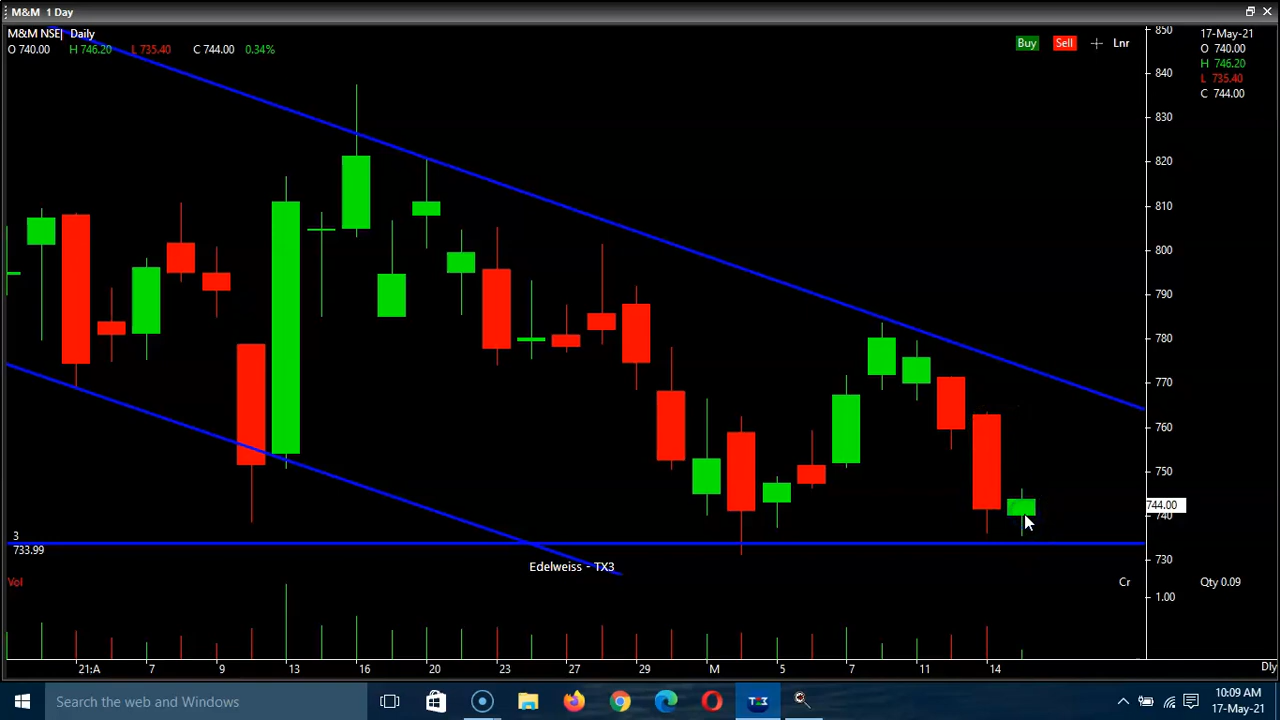 M&M 1 Day
M&M NSE| Daily
O 740.00 H 746.20 L 735.40 C 744.00 0.34%
Buy Sell Lnr
17-May-21
O 740.00
H 746.20
L 735.40
C 744.00
850
840
830
820
810
800
790
780
770
760
750
744.00
740
730
3
733.99
Edelweiss - TX3
Vol
Cr
Qty 0.09
1.00
21:A 7 9 13 16 20 23 27 29 M 5 7 11 14 Dly
Search the web and Windows
10:09 AM
17-May-21